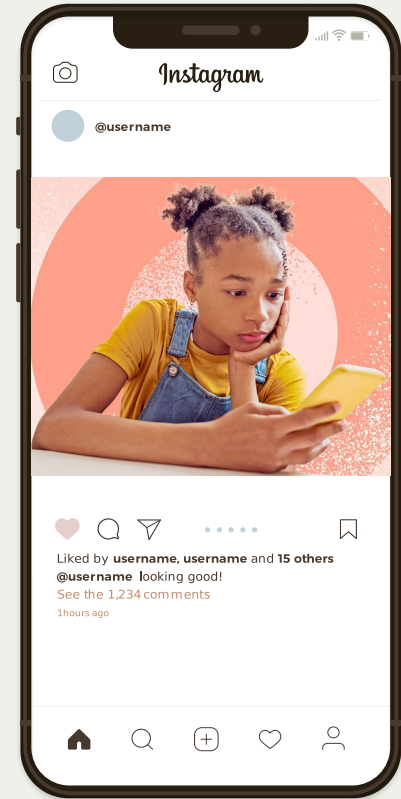 Instagram
@username
Liked by username, username and 15 others
@username looking good!
See the 1,234 comments
1hours ago